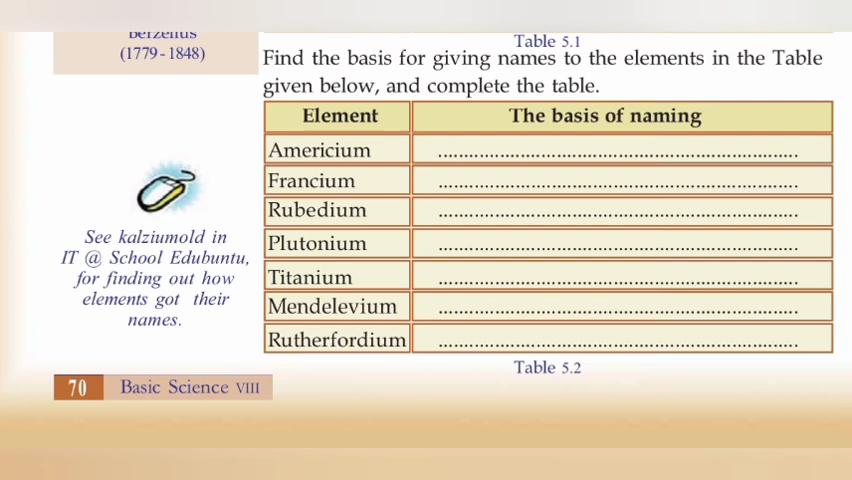 Berzelius
(1779 - 1848)
Table 5.1
Find the basis for giving names to the elements in the Table
given below, and complete the table.
Element The basis of naming
Americium ....................................................................
Francium ....................................................................
Rubedium ....................................................................
Plutonium ....................................................................
Titanium ....................................................................
Mendelevium ....................................................................
Rutherfordium ....................................................................
Table 5.2
See kalziumold in
IT @ School Edubuntu,
for finding out how
elements got their
names.
70 Basic Science VIII